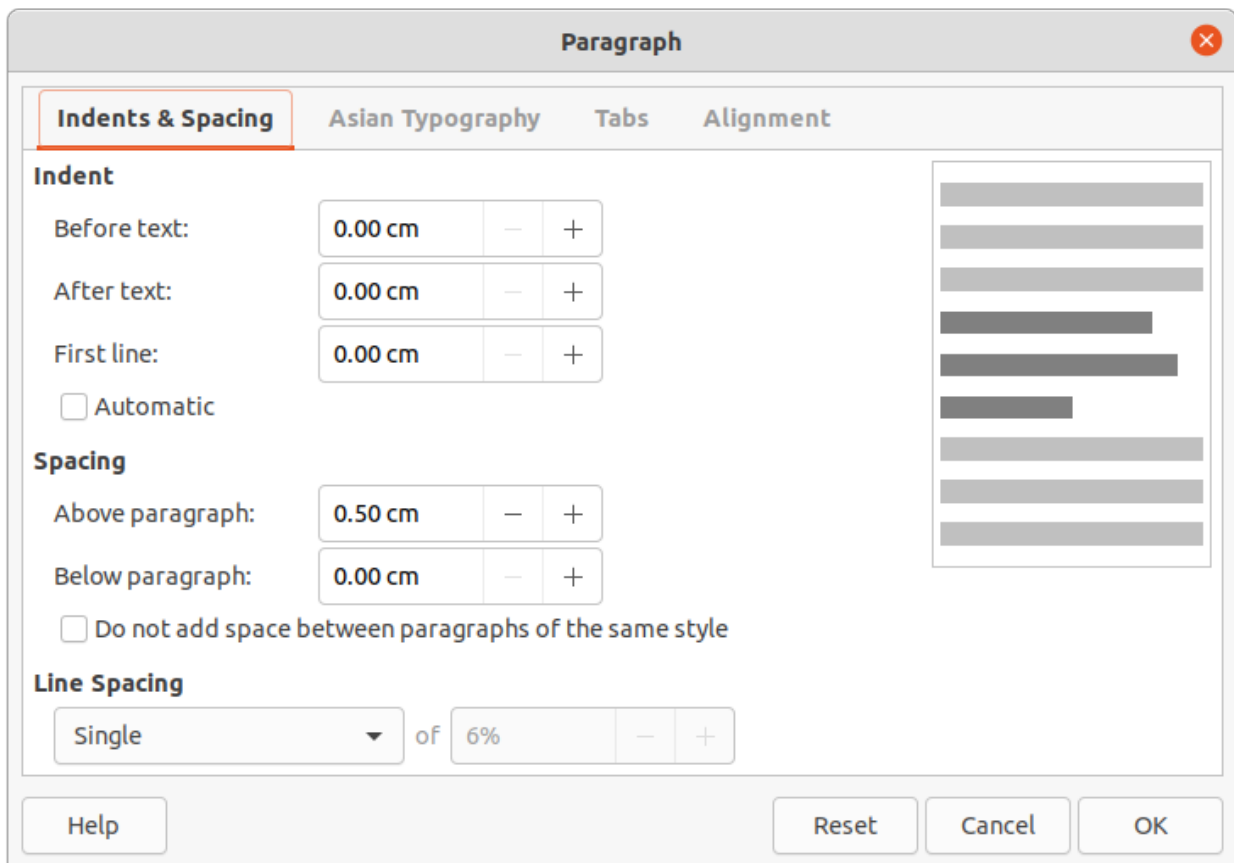 Paragraph
Indents & Spacing Asian Typography Tabs Alignment
Indent
Before text: 0.00 cm
After text: 0.00 cm
First line: 0.00 cm
Automatic
Spacing
Above paragraph: 0.50 cm
Below paragraph: 0.00 cm
Do not add space between paragraphs of the same style
Line Spacing
Single of 6%
Help Reset Cancel OK